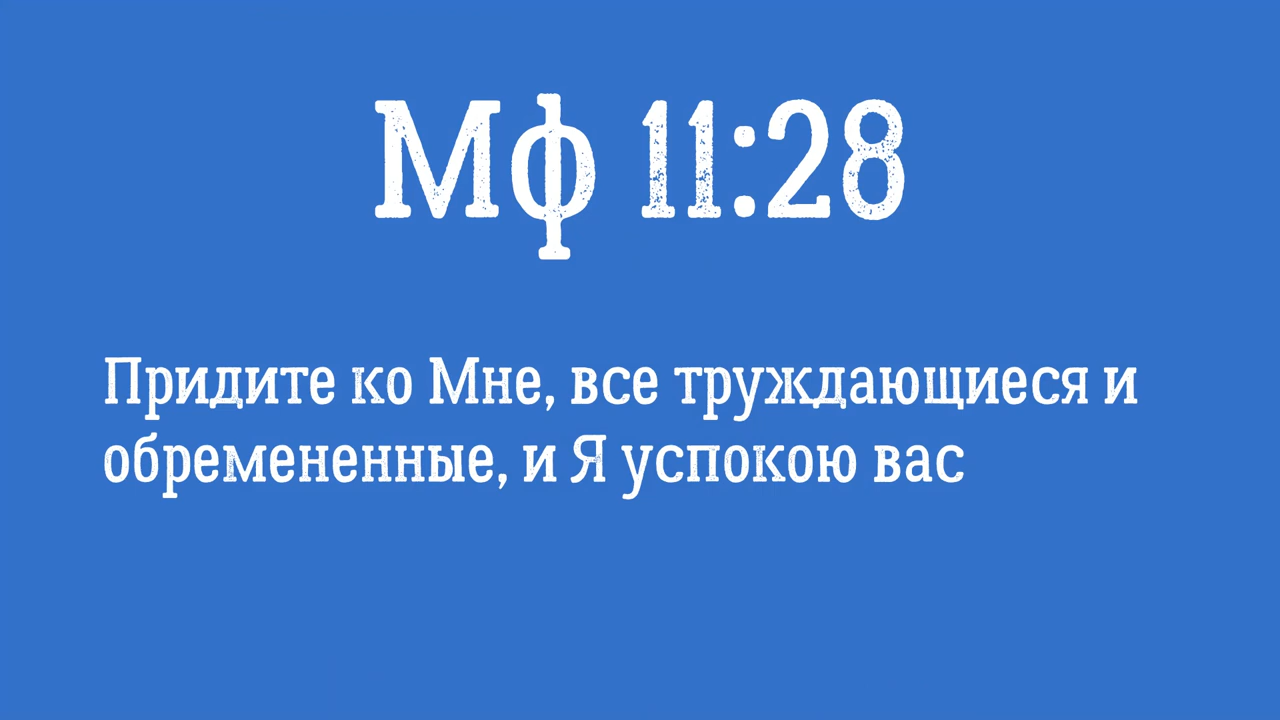 Мф 11:28
Придите ко Мне, все труждающиеся и
обремененные, и Я успокою вас